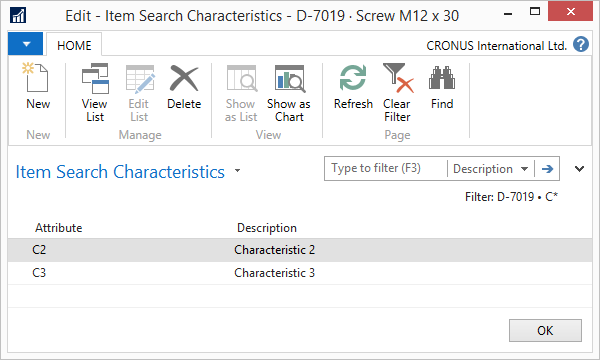 Edit - Item Search Characteristics - D-7019 · Screw M12 x 30
HOME
CRONUS International Ltd.
New
View List
Edit List
Delete
Show as List
Show as Chart
Refresh
Clear Filter
Find
New
Manage
View
Page
Item Search Characteristics
Type to filter (F3)
Description
Filter: D-7019 • C*
Attribute Description
C2 Characteristic 2
C3 Characteristic 3
OK